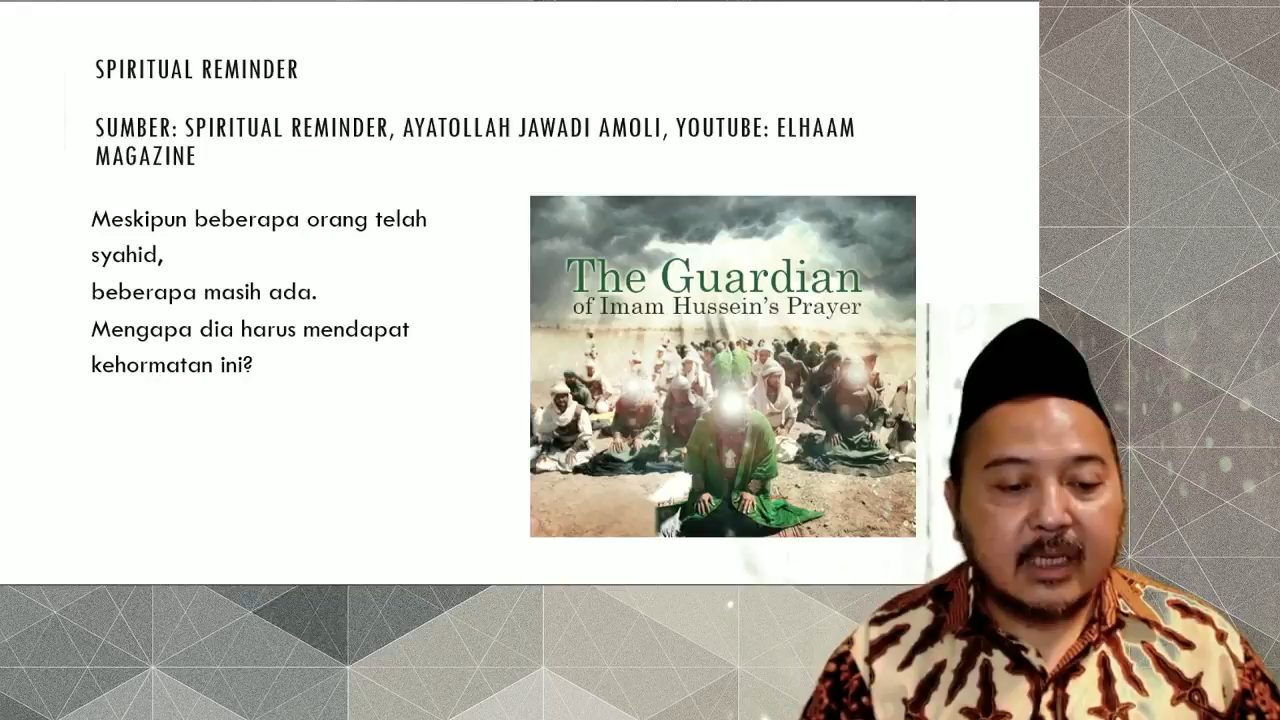 SPIRITUAL REMINDER
SUMBER: SPIRITUAL REMINDER, AYATOLLAH JAWADI AMOLI, YOUTUBE: ELHAAM
MAGAZINE
Meskipun beberapa orang telah
syahid,
beberapa masih ada.
Mengapa dia harus mendapat
kehormatan ini?
The Guardian
of Imam Hussein's Prayer